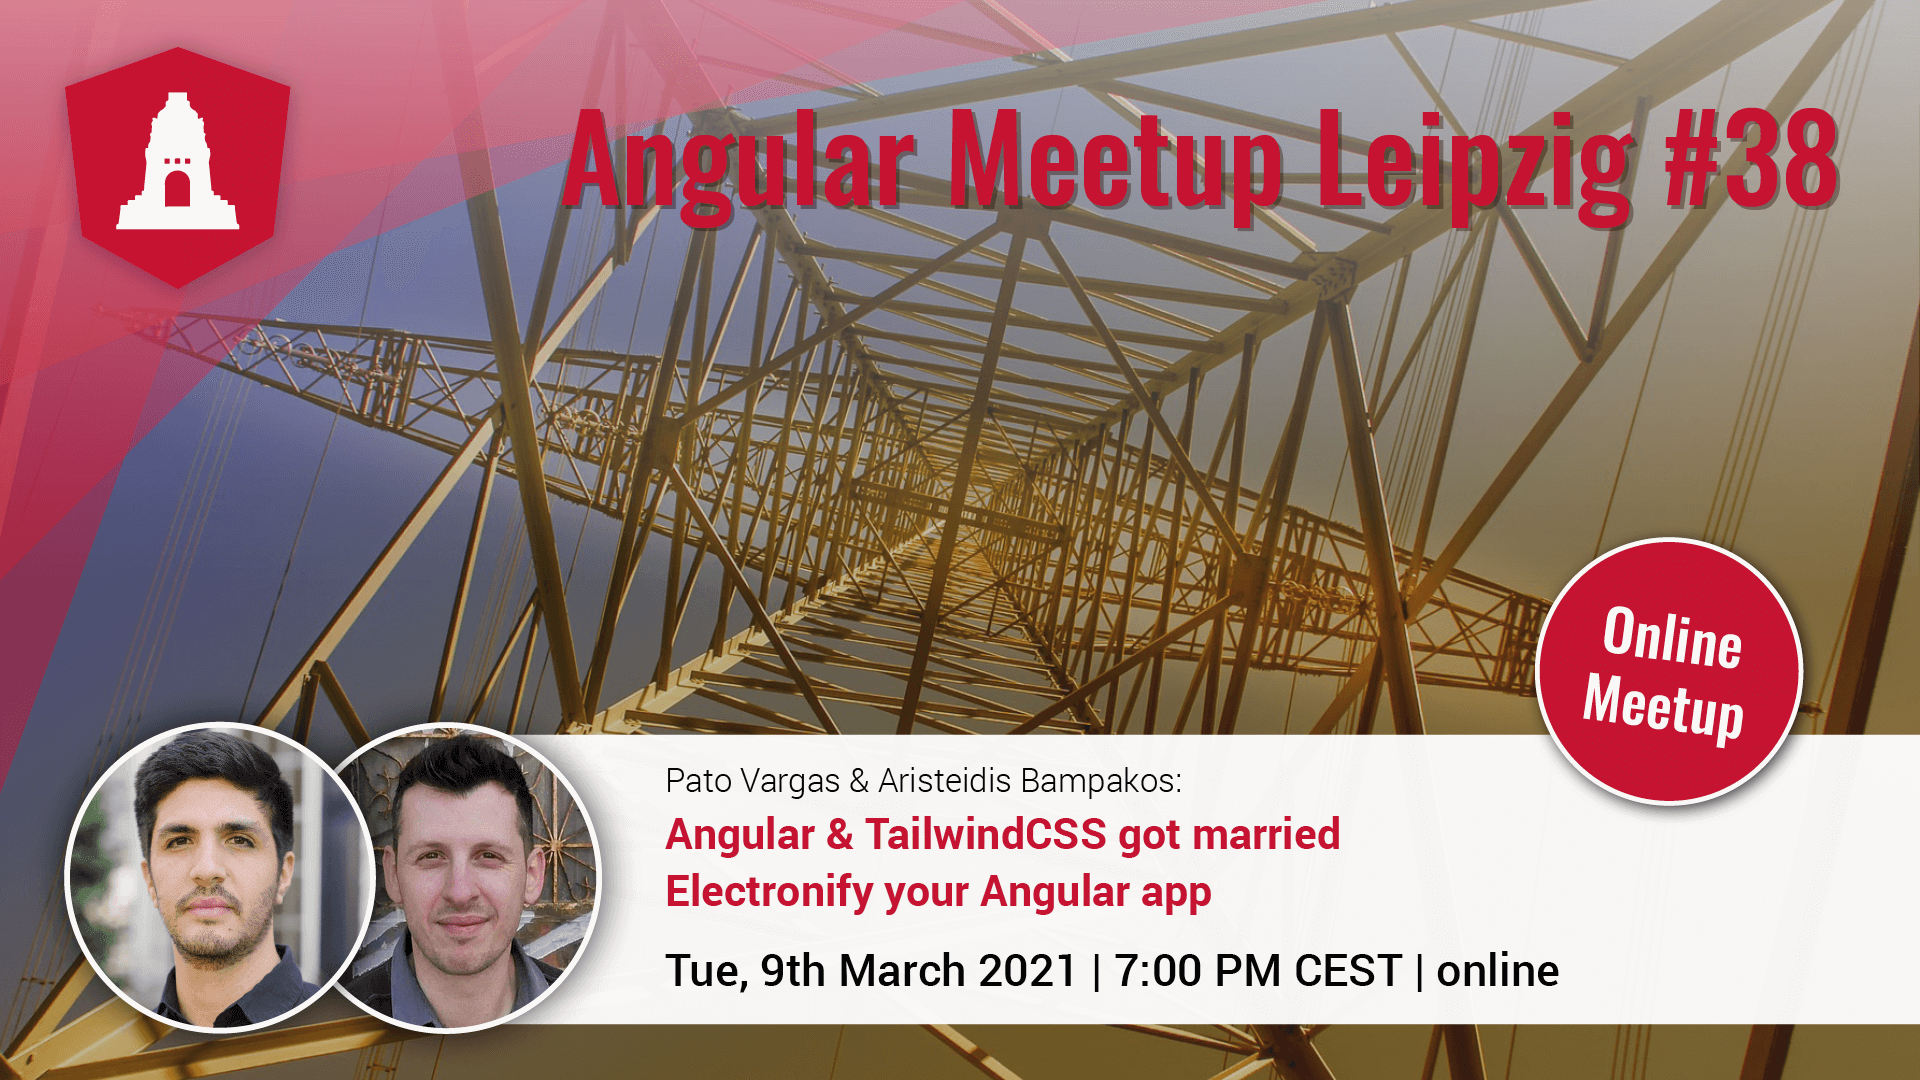 Angular Meetup Leipzig #38
Online
Meetup
Pato Vargas & Aristeidis Bampakos:
Angular & TailwindCSS got married
Electronify your Angular app
Tue, 9th March 2021 | 7:00 PM CEST | online